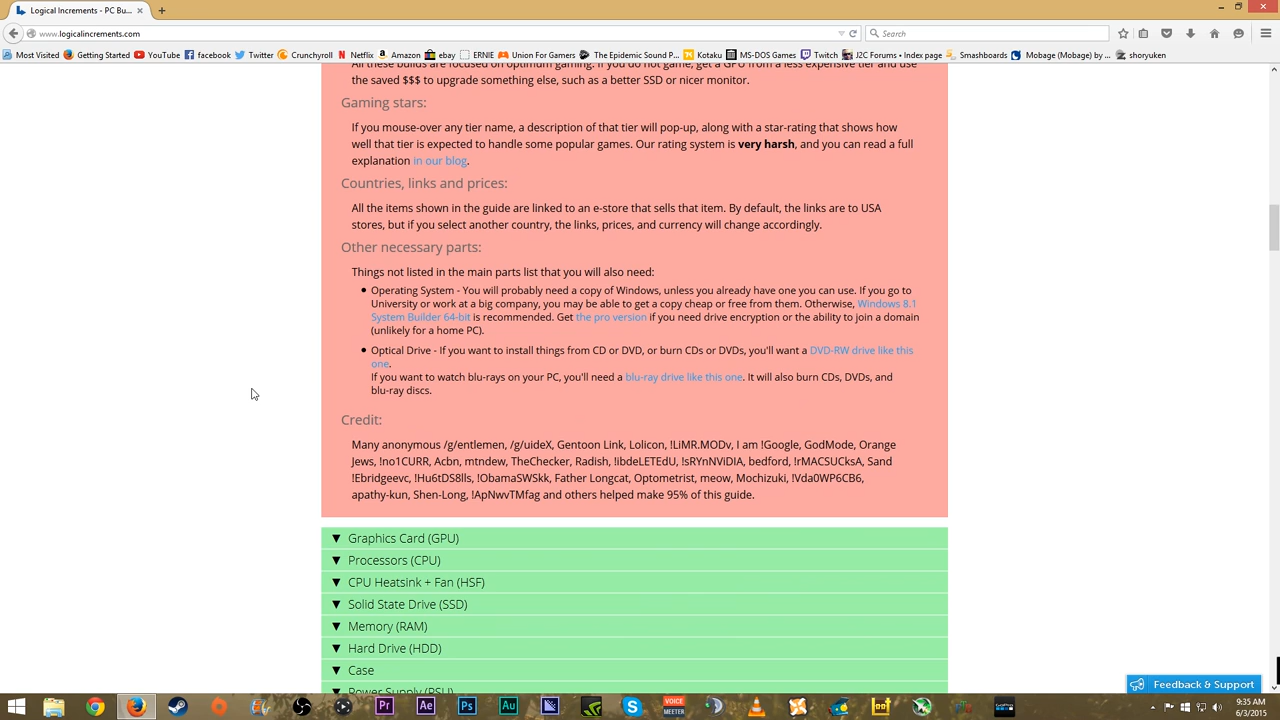 Logical Increments - PC Bu...
www.logicalincrements.com
Search
Most Visited
Getting Started
YouTube
facebook
Twitter
Crunchyroll
Netflix
Amazon
ebay
ERNIE
Union For Gamers
The Epidemic Sound P...
Kotaku
MS-DOS Games
Twitch
J2C Forums • Index ...
Smashboards
Mobage (Mobage) by ...
shoryuken
the saved $$$ to upgrade something else, such as a better SSD or nicer monitor.
Gaming stars:
If you mouse-over any tier name, a description of that tier will pop-up, along with a star-rating that shows how
well that tier is expected to handle some popular games. Our rating system is very harsh, and you can read a full
explanation in our blog.
Countries, links and prices:
All the items shown in the guide are linked to an e-store that sells that item. By default, the links are to USA
stores, but if you select another country, the links, prices, and currency will change accordingly.
Other necessary parts:
Things not listed in the main parts list that you will also need:
Operating System - You will probably need a copy of Windows, unless you already have one you can use. If you go to
University or work at a big company, you may be able to get a copy cheap or free from them. Otherwise, Windows 8.1
System Builder 64-bit is recommended. Get the pro version if you need drive encryption or the ability to join a domain
(unlikely for a home PC).
Optical Drive - If you want to install things from CD or DVD, or burn CDs or DVDs, you'll want a DVD-RW drive like this
one.
If you want to watch blu-rays on your PC, you'll need a blu-ray drive like this one. It will also burn CDs, DVDs, and
blu-ray discs.
Credit:
Many anonymous /g/entlemen, /g/uideX, Gentoon Link, Lolicon, !LiMR.MODv, I am !Google, GodMode, Orange
Jews, !no1CURR, Acbn, mtndew, TheChecker, Radish, !ibdeLETEdU, !sRYnNViDIA, bedford, !rMACSUCksA, Sand
!Ebridgeevc, !Hu6tDS8lls, !ObamaSWSkk, Father Longcat, Optometrist, meow, Mochizuki, !Vda0WP6CB6,
apathy-kun, Shen-Long, !ApNwvTMfag and others helped make 95% of this guide.
Graphics Card (GPU)
Processors (CPU)
CPU Heatsink + Fan (HSF)
Solid State Drive (SSD)
Memory (RAM)
Hard Drive (HDD)
Case
Power Supply (PSU)
Feedback & Support
Pr
Ae
Ps
Au
VOICE
MEETER
9:35 AM
6/3/2015